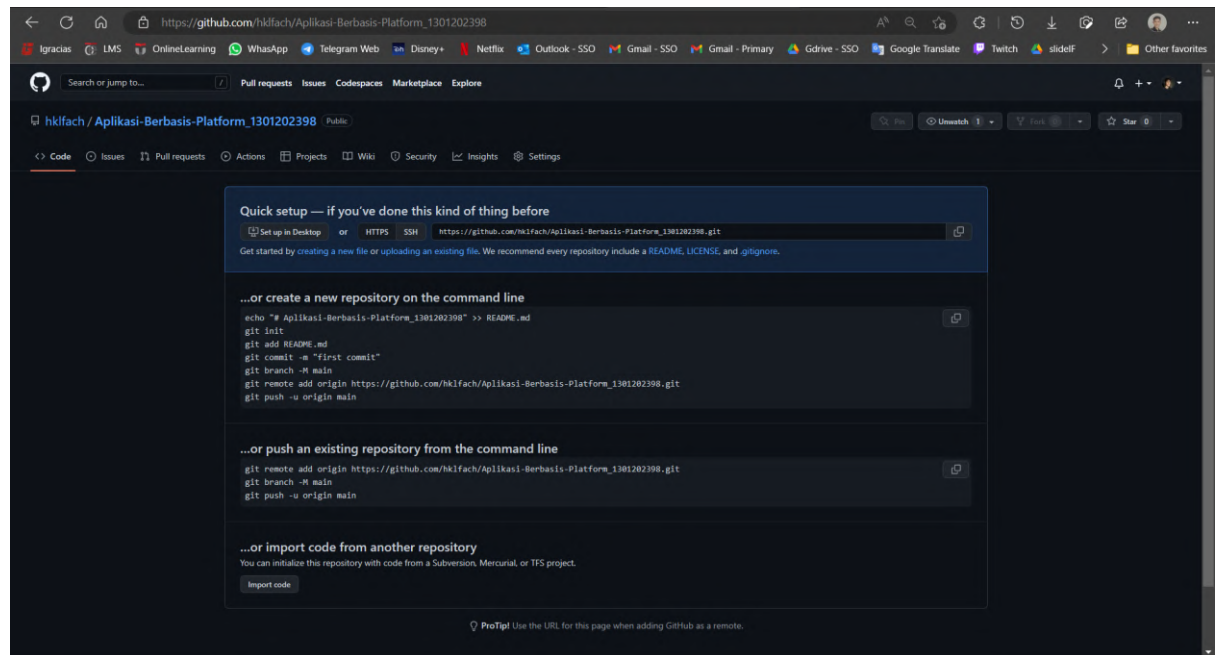 https://github.com/hklfach/Aplikasi-Berbasis-Platform_1301202398
Igracias LMS OnlineLearning WhasApp Telegram Web Disney+ Netflix Outlook - SSO Gmail - SSO Gmail - Primary Gdrive - SSO Google Translate Twitch slidelF Other favorites
Search or jump to... / Pull requests Issues Codespaces Marketplace Explore
hklfach / Aplikasi-Berbasis-Platform_1301202398 Public Pin Unwatch 1 Fork 0 Star 0
Code Issues Pull requests Actions Projects Wiki Security Insights Settings
Quick setup — if you've done this kind of thing before
Set up in Desktop or HTTPS SSH https://github.com/hklfach/Aplikasi-Berbasis-Platform_1301202398.git
Get started by creating a new file or uploading an existing file. We recommend every repository include a README, LICENSE, and .gitignore.
...or create a new repository on the command line
echo "# Aplikasi-Berbasis-Platform_1301202398" >> README.md
git init
git add README.md
git commit -m "first commit"
git branch -M main
git remote add origin https://github.com/hklfach/Aplikasi-Berbasis-Platform_1301202398.git
git push -u origin main
...or push an existing repository from the command line
git remote add origin https://github.com/hklfach/Aplikasi-Berbasis-Platform_1301202398.git
git branch -M main
git push -u origin main
...or import code from another repository
You can initialize this repository with code from a Subversion, Mercurial, or TFS project.
Import code
ProTip! Use the URL for this page when adding GitHub as a remote.